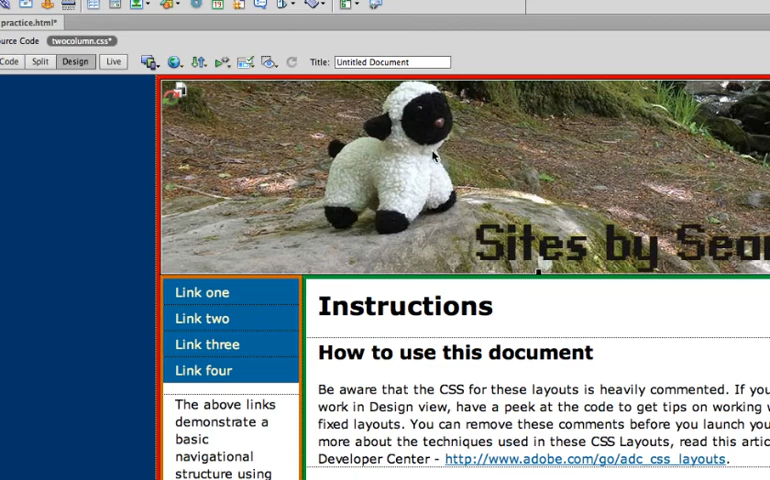 practice.html*
urce Code
twocolumn.css*
Code
Split
Design
Live
Title:
Untitled Document
Sites by Sea
Link one
Link two
Link three
Link four
The above links
demonstrate a
basic
navigational
structure using
Instructions
How to use this document
Be aware that the CSS for these layouts is heavily commented. If you
work in Design view, have a peek at the code to get tips on working w
fixed layouts. You can remove these comments before you launch you
more about the techniques used in these CSS Layouts, read this artic
Developer Center - http://www.adobe.com/go/adc_css_layouts.